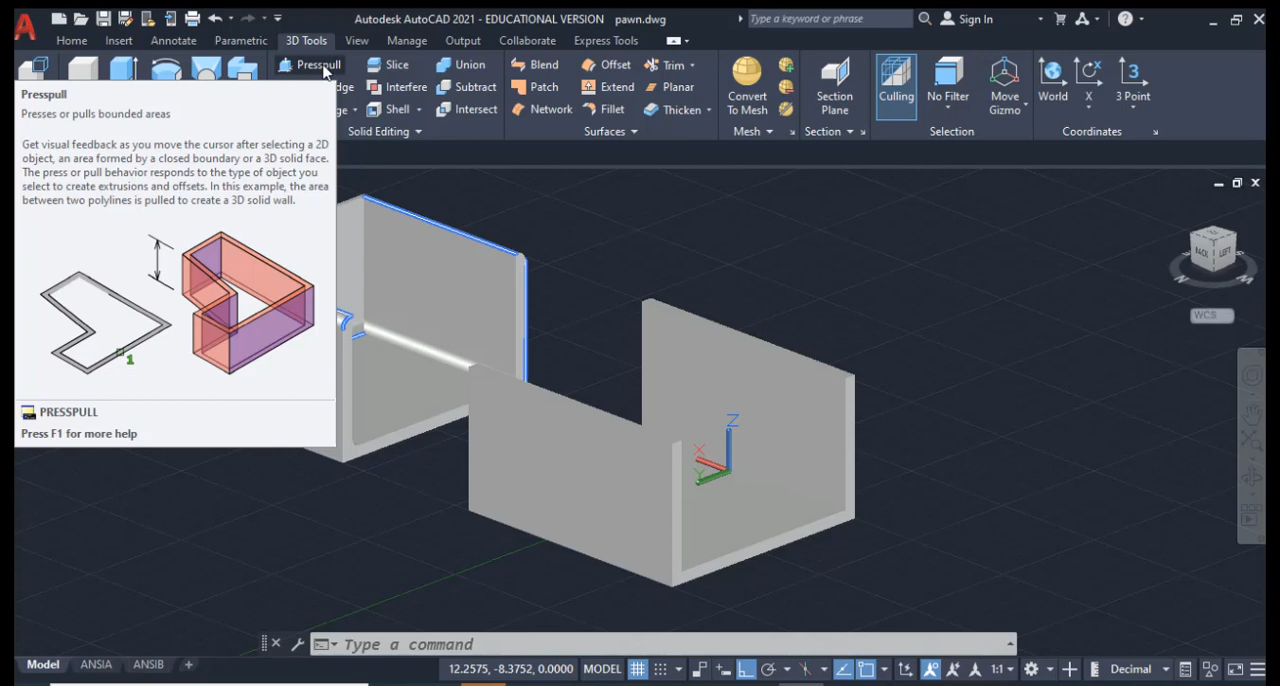 Autodesk AutoCAD 2021 - EDUCATIONAL VERSION pawn.dwg
Type a keyword or phrase
Sign In
Home Insert Annotate Parametric 3D Tools View Manage Output Collaborate Express Tools
Presspull
Slice
Union
Interfere
Subtract
Shell
Intersect
Solid Editing
Blend
Offset
Trim
Patch
Extend
Planar
Network
Fillet
Thicken
Surfaces
Convert
To Mesh
Mesh
Section
Plane
Section
Culling
No Filter
Move
Gizmo
Selection
World
X
3
3 Point
Coordinates
Presspull
Presses or pulls bounded areas
Get visual feedback as you move the cursor after selecting a 2D
object, an area formed by a closed boundary or a 3D solid face.
The press or pull behavior responds to the type of object you
select to create extrusions and offsets. In this example, the area
between two polylines is pulled to create a 3D solid wall.
1
PRESSPULL
Press F1 for more help
BACK LEFT
WCS
Z
X
Y
Type a command
Model ANSIA ANSIB
12.2575, -8.3752, 0.0000 MODEL
1:1
Decimal